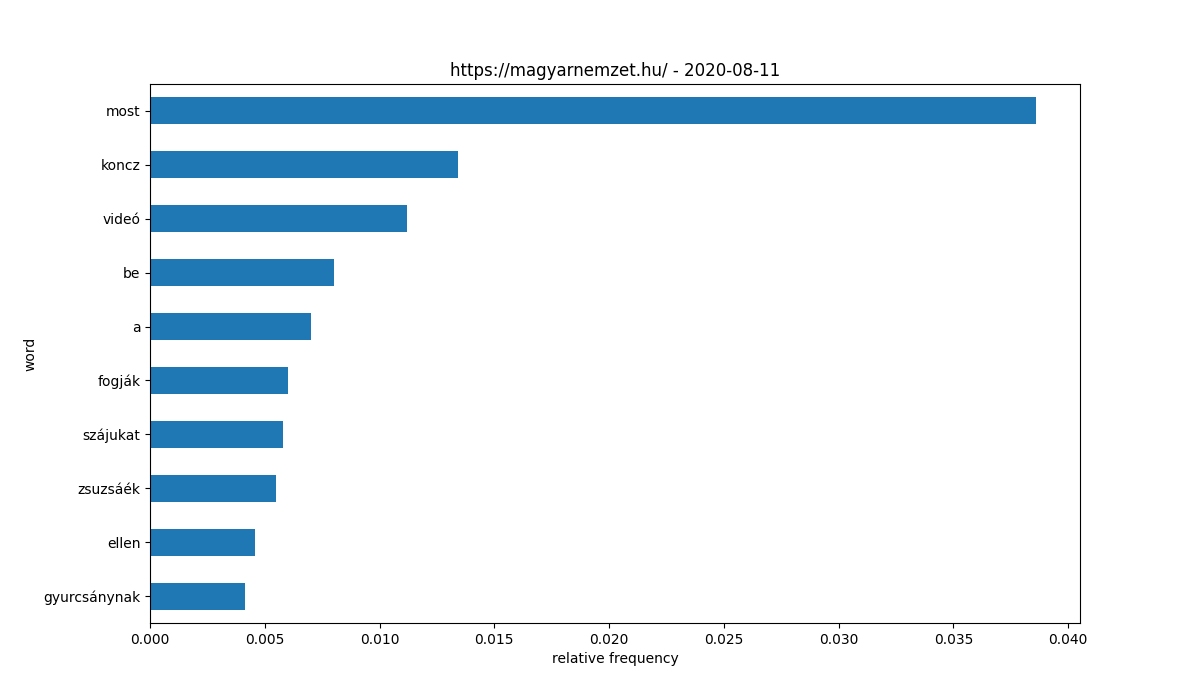 https://magyarnemzet.hu/ - 2020-08-11
most
koncz
videó
be
a
fogják
szájukat
zsuzsáék
ellen
gyurcsánynak
word
0.000 0.005 0.010 0.015 0.020 0.025 0.030 0.035 0.040
relative frequency